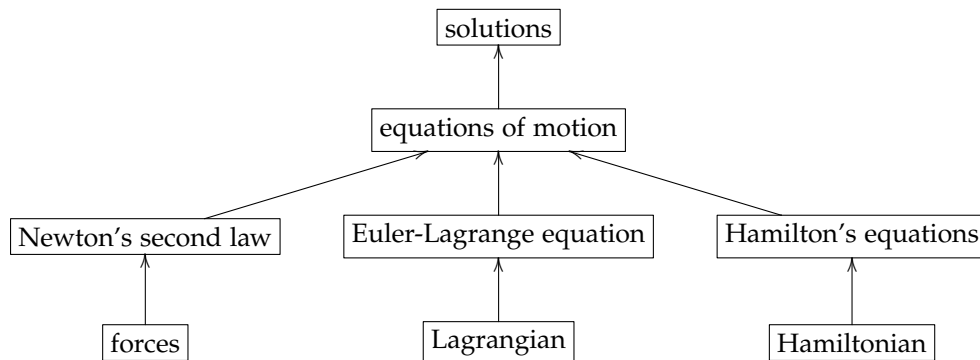 solutions
equations of motion
Newton's second law
Euler-Lagrange equation
Hamilton's equations
forces
Lagrangian
Hamiltonian